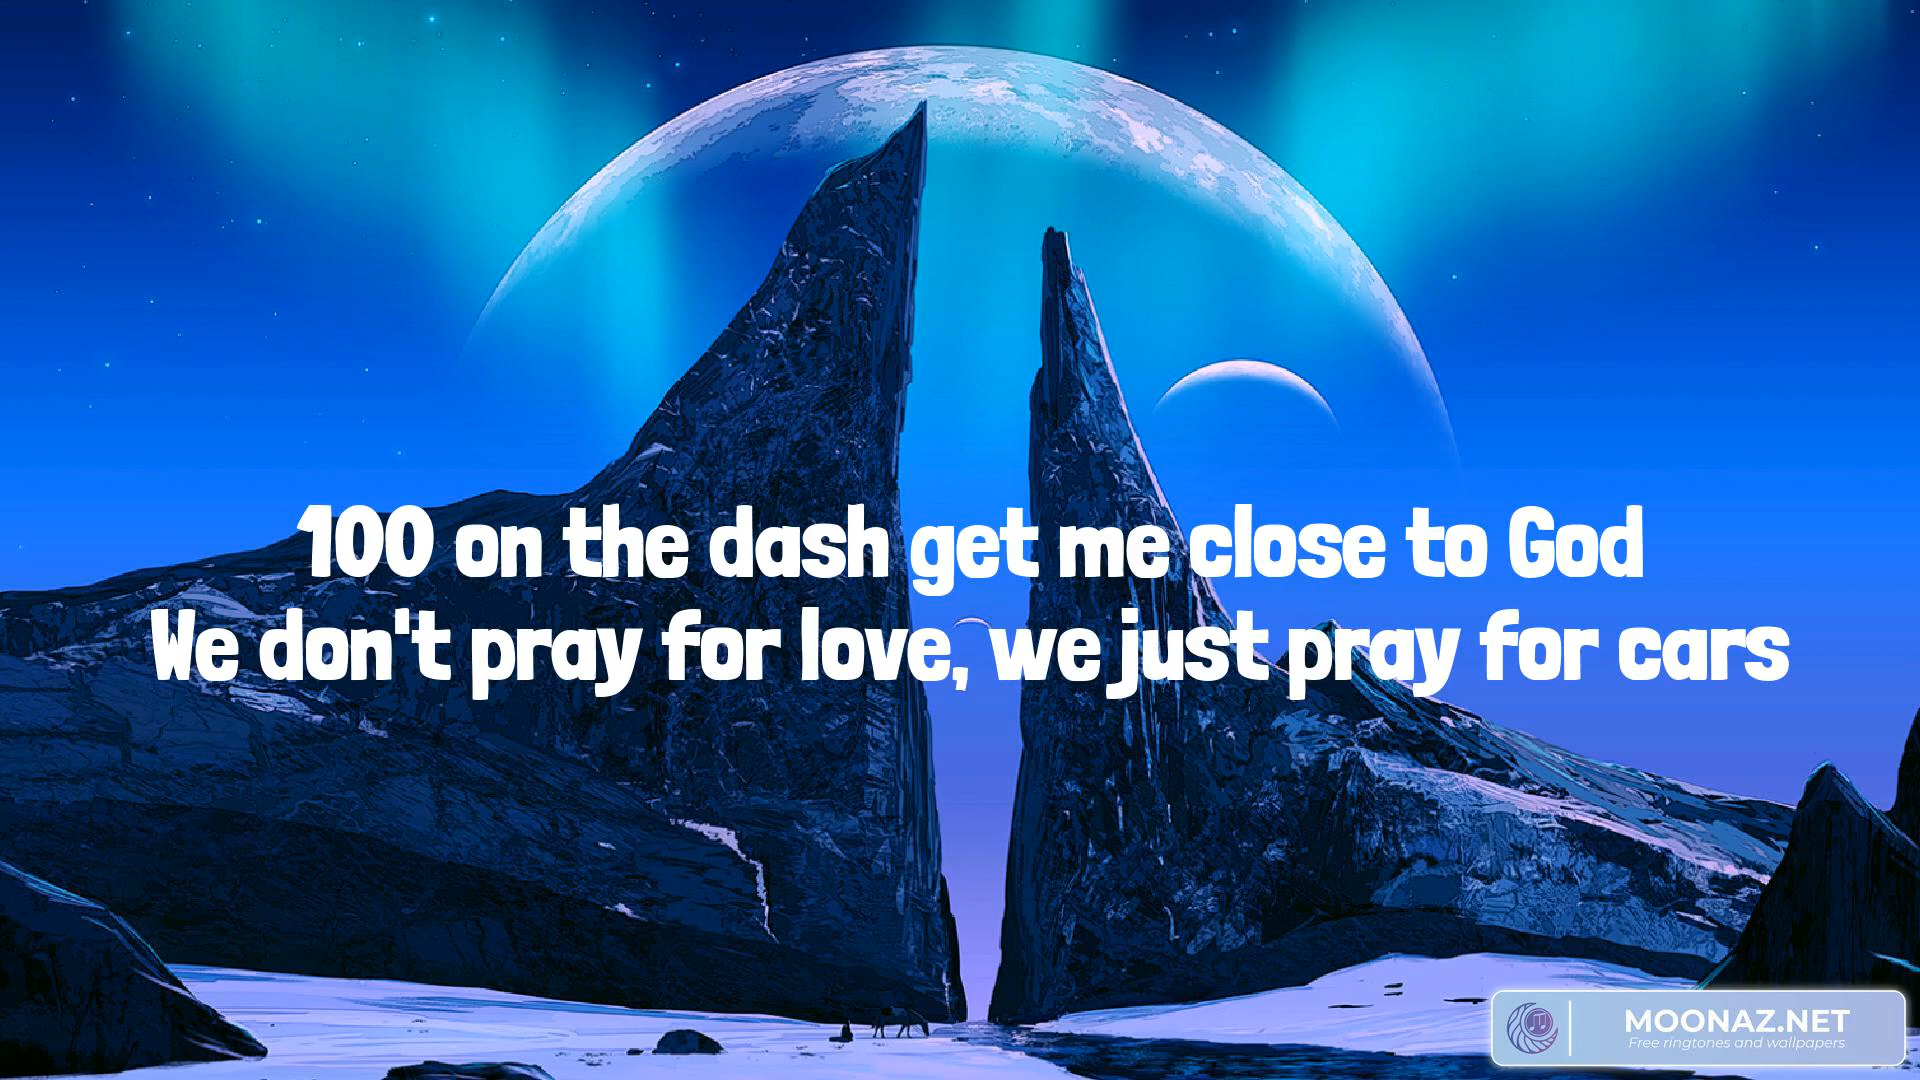 100 on the dash get me close to God
We don't pray for love, we just pray for cars
MOONAZ.NET
Free ringtones and wallpapers